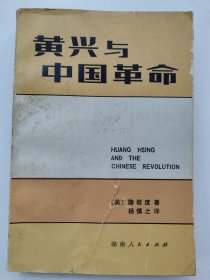 黄兴与
中国革命
HUANG HSING
AND THE
CHINESE REVOLUTION
〔美〕薛君度著
杨慎之译
湖南人民出版社